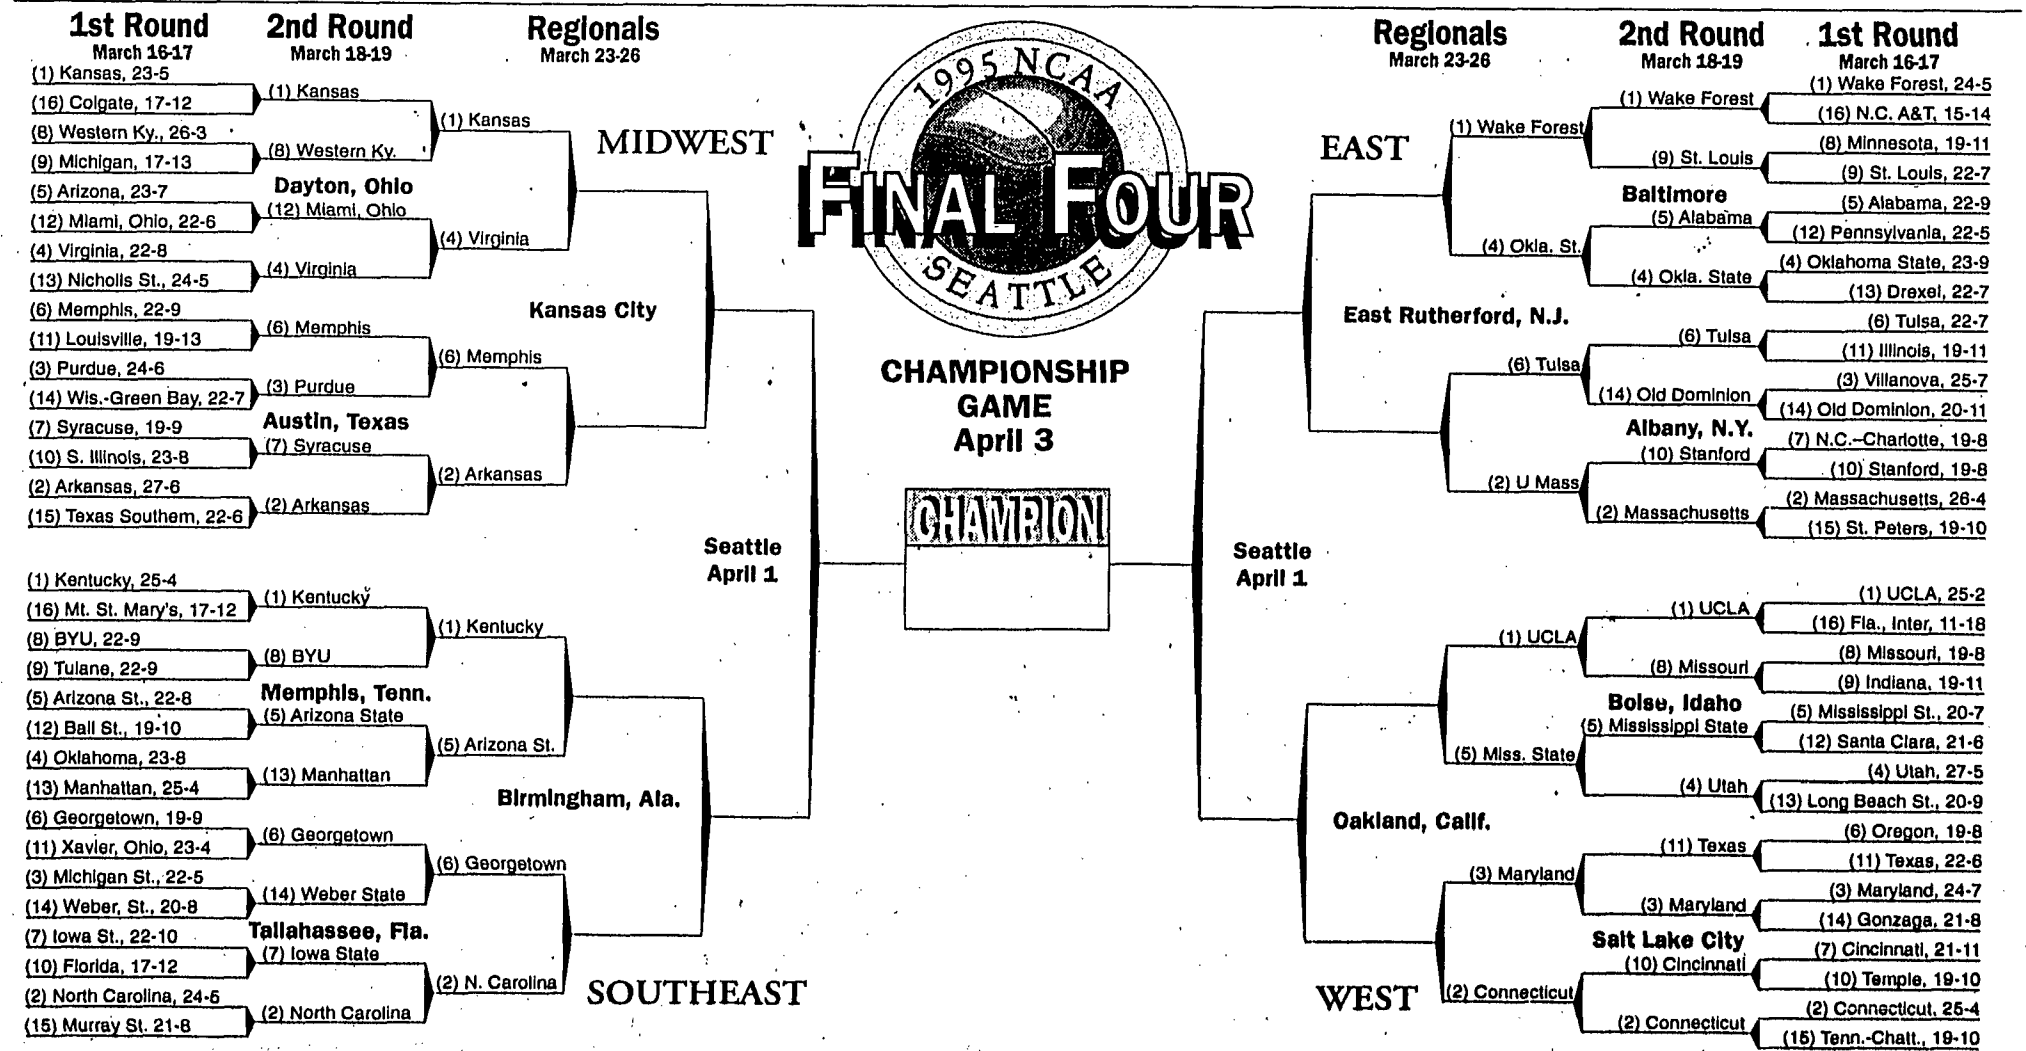 1st Round
March 16-17
2nd Round
March 18-19
Regionals
March 23-26
(1) Kansas, 23-5
(16) Colgate, 17-12
(8) Western Ky., 26-3
(9) Michigan, 17-13
(5) Arizona, 23-7
(12) Miami, Ohio, 22-6
(4) Virginia, 22-8
(13) Nicholls St., 24-5
(6) Memphis, 22-9
(11) Louisville, 19-13
(3) Purdue, 24-6
(14) Wis.-Green Bay, 22-7
(7) Syracuse, 19-9
(10) S. Illinois, 23-8
(2) Arkansas, 27-6
(15) Texas Southern, 22-6
(1) Kansas
(8) Western Ky.
Dayton, Ohio
(12) Miami, Ohio
(4) Virginia
(6) Memphis
(3) Purdue
Austin, Texas
(7) Syracuse
(2) Arkansas
(1) Kansas
(4) Virginia
(6) Memphis
(2) Arkansas
MIDWEST
Kansas City
(1) Kentucky, 25-4
(16) Mt. St. Mary's, 17-12
(8) BYU, 22-9
(9) Tulane, 22-9
(5) Arizona St., 22-8
(12) Ball St., 19-10
(4) Oklahoma, 23-8
(13) Manhattan, 25-4
(6) Georgetown, 19-9
(11) Xavier, Ohio, 23-4
(3) Michigan St., 22-5
(14) Weber, St., 20-8
(7) Iowa St., 22-10
(10) Florida, 17-12
(2) North Carolina, 24-5
(15) Murray St. 21-8
(1) Kentucky
(8) BYU
Memphis, Tenn.
(5) Arizona State
(13) Manhattan
(6) Georgetown
(14) Weber State
Tallahassee, Fla.
(7) Iowa State
(2) North Carolina
(1) Kentucky
(5) Arizona St.
(6) Georgetown
(2) N. Carolina
Birmingham, Ala.
SOUTHEAST
Seattle
April 1
1995 NCAA
FINAL FOUR
SEATTLE
CHAMPIONSHIP
GAME
April 3
CHAMPION
Seattle
April 1
Regionals
March 23-26
2nd Round
March 18-19
1st Round
March 16-17
EAST
(1) Wake Forest
(4) Okla. St.
East Rutherford, N.J.
(6) Tulsa
(2) U Mass
(1) Wake Forest
(9) St. Louis
Baltimore
(5) Alabama
(4) Okla. State
(6) Tulsa
(14) Old Dominion
Albany, N.Y.
(10) Stanford
(2) Massachusetts
(1) Wake Forest, 24-5
(16) N.C. A&T, 15-14
(8) Minnesota, 19-11
(9) St. Louis, 22-7
(5) Alabama, 22-9
(12) Pennsylvania, 22-5
(4) Oklahoma State, 23-9
(13) Drexel, 22-7
(6) Tulsa, 22-7
(11) Illinois, 19-11
(3) Villanova, 25-7
(14) Old Dominion, 20-11
(7) N.C.–Charlotte, 19-8
(10) Stanford, 19-8
(2) Massachusetts, 26-4
(15) St. Peters, 19-10
(1) UCLA
(5) Miss. State
Oakland, Calif.
(3) Maryland
(2) Connecticut
WEST
(1) UCLA
(8) Missouri
Boise, Idaho
(5) Mississippi State
(4) Utah
(11) Texas
(3) Maryland
Salt Lake City
(10) Cincinnati
(2) Connecticut
(1) UCLA, 25-2
(16) Fla., Inter, 11-18
(8) Missouri, 19-8
(9) Indiana, 19-11
(5) Mississippi St., 20-7
(12) Santa Clara, 21-6
(4) Utah, 27-5
(13) Long Beach St., 20-9
(6) Oregon, 19-8
(11) Texas, 22-6
(3) Maryland, 24-7
(14) Gonzaga, 21-8
(7) Cincinnati, 21-11
(10) Temple, 19-10
(2) Connecticut, 25-4
(15) Tenn.-Chatt., 19-10